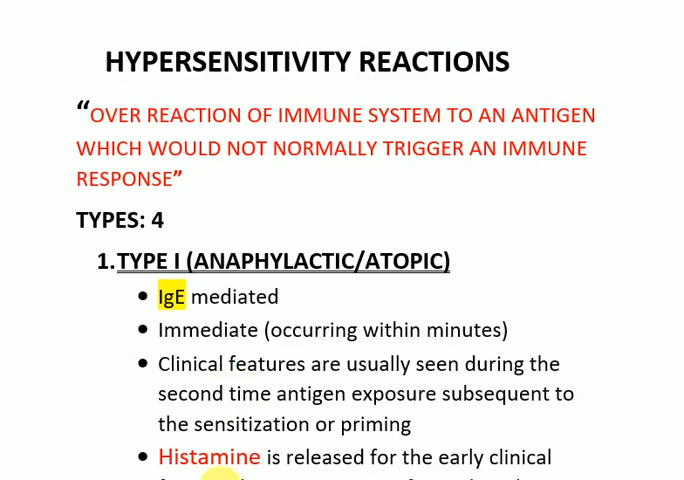 HYPERSENSITIVITY REACTIONS
“OVER REACTION OF IMMUNE SYSTEM TO AN ANTIGEN
WHICH WOULD NOT NORMALLY TRIGGER AN IMMUNE
RESPONSE”
TYPES: 4
1. TYPE I (ANAPHYLACTIC/ATOPIC)
• IgE mediated
• Immediate (occurring within minutes)
• Clinical features are usually seen during the
second time antigen exposure subsequent to
the sensitization or priming
• Histamine is released for the early clinical